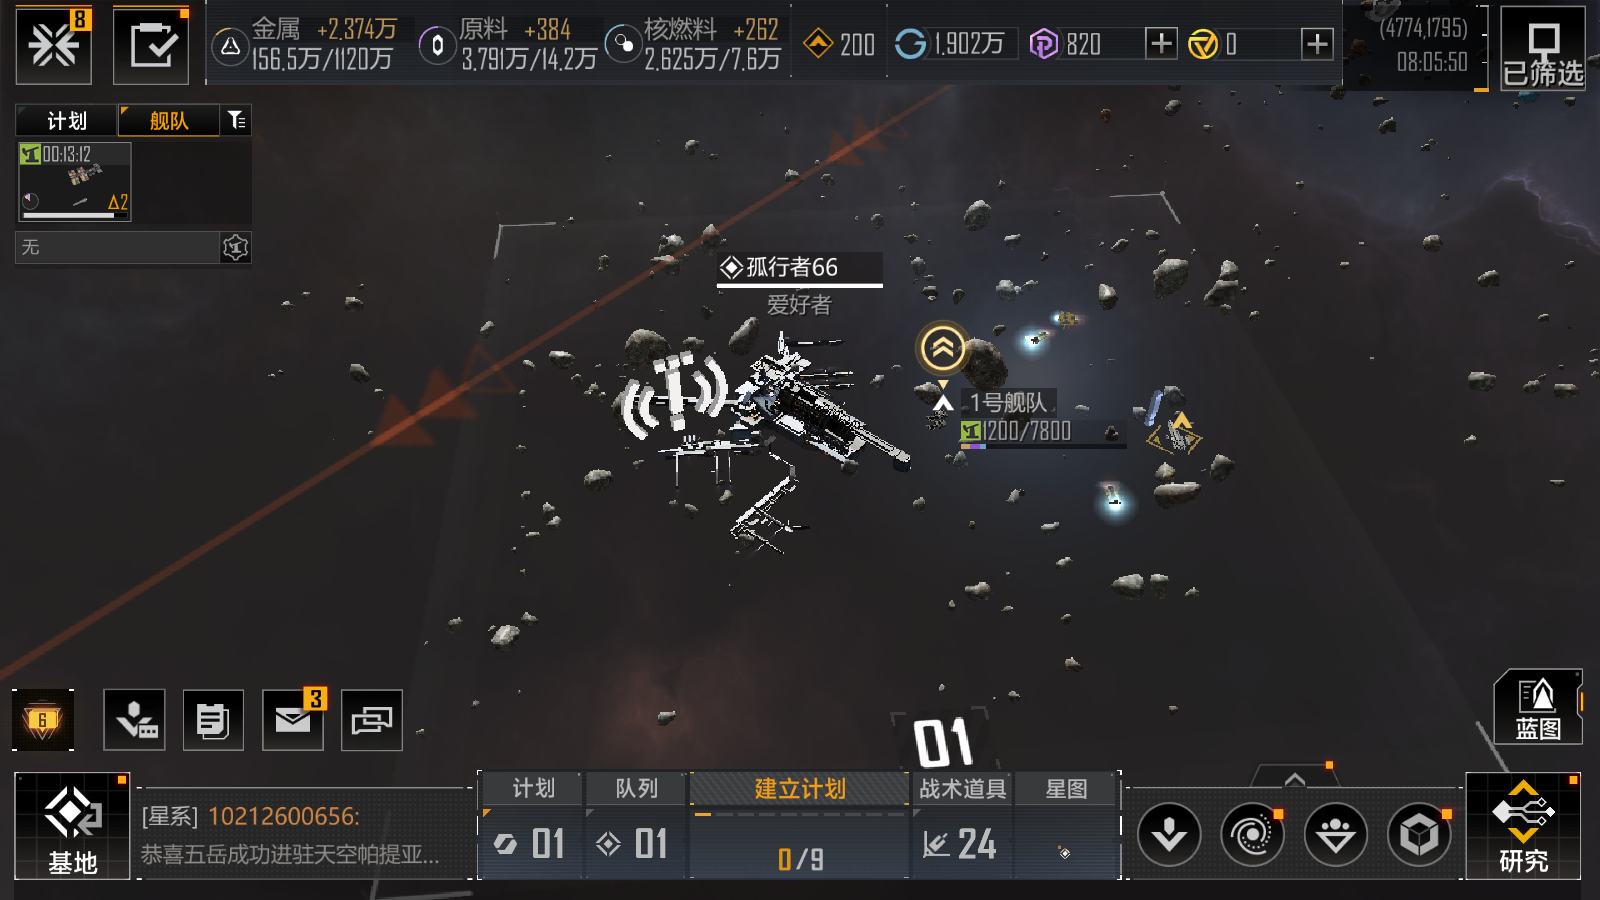 8
金属 +2.374万
156.5万/1120万
原料 +384
3.791万/14.2万
核燃料 +262
2.625万/7.6万
200
1.902万
820
0
(4774,1795)
08:05:50
已筛选
计划
舰队
00:13:12
2
无
孤行者66
爱好者
1号舰队
1200/7800
6
3
01
蓝图
基地
[星系] 10212600656:
恭喜五岳成功进驻天空帕提亚...
计划
01
队列
01
建立计划
0/9
战术道具
24
星图
研究